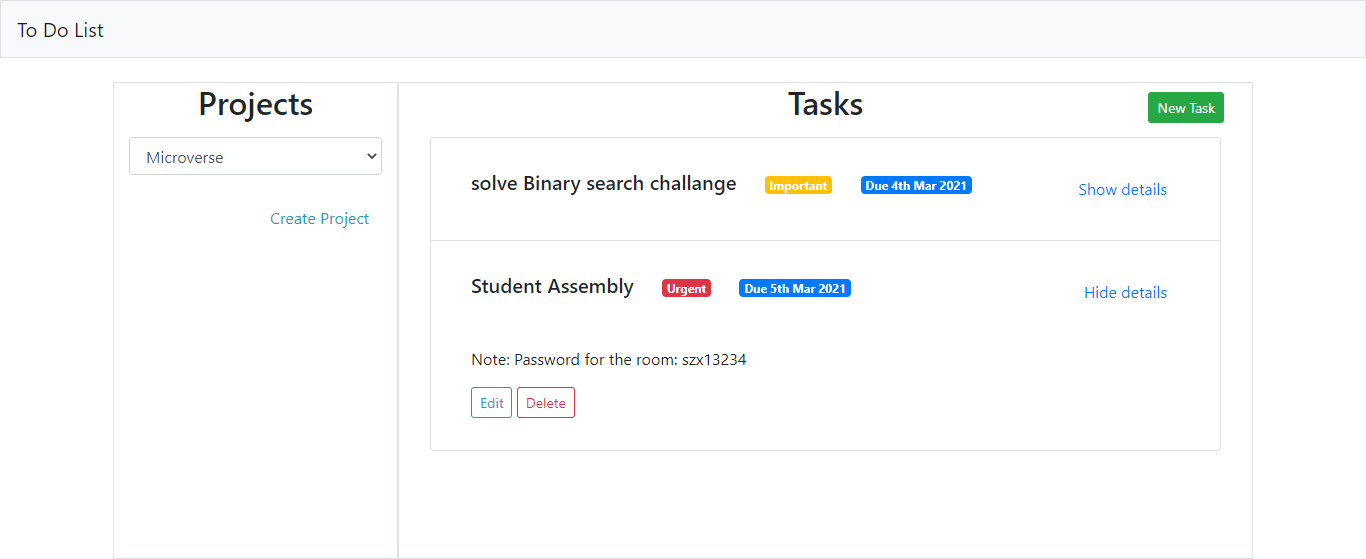 To Do List
Projects
Microverse
Create Project
Tasks
New Task
solve Binary search challange Important Due 4th Mar 2021 Show details
Student Assembly Urgent Due 5th Mar 2021 Hide details
Note: Password for the room: szx13234
Edit Delete